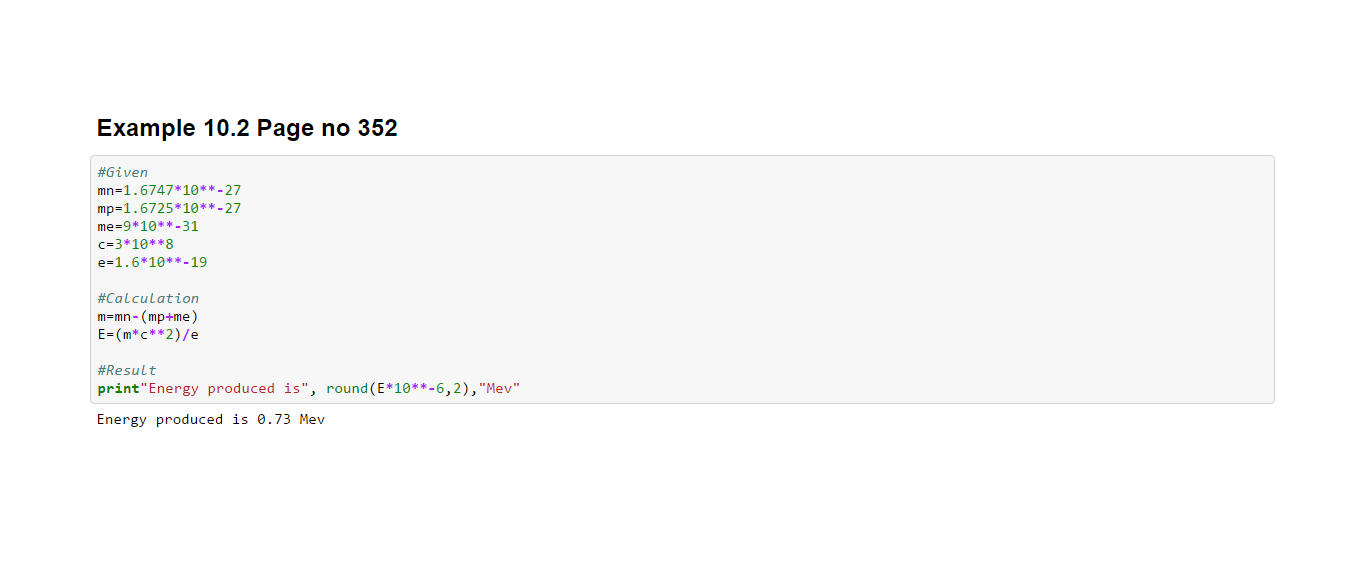 Example 10.2 Page no 352
#Given
mn=1.6747*10**-27
mp=1.6725*10**-27
me=9*10**-31
c=3*10**8
e=1.6*10**-19
#Calculation
m=mn-(mp+me)
E=(m*c**2)/e
#Result
print"Energy produced is", round(E*10**-6,2),"Mev"
Energy produced is 0.73 Mev